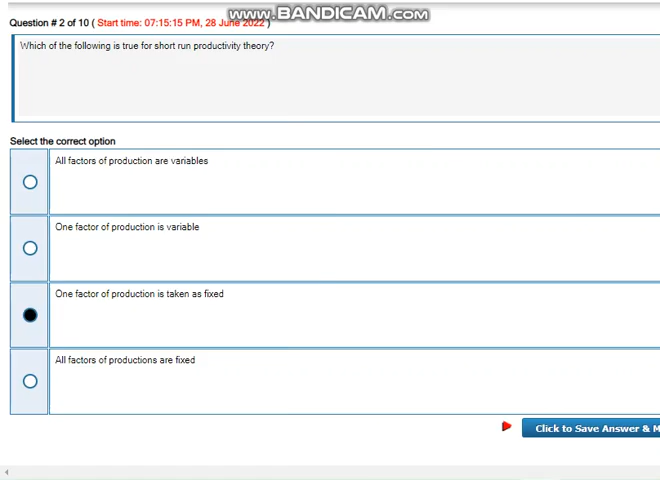 www.BANDICAM.com
Question # 2 of 10 ( Start time: 07:15:15 PM, 28 June 2022 )
Which of the following is true for short run productivity theory?
Select the correct option
All factors of production are variables
One factor of production is variable
One factor of production is taken as fixed
All factors of productions are fixed
Click to Save Answer & M